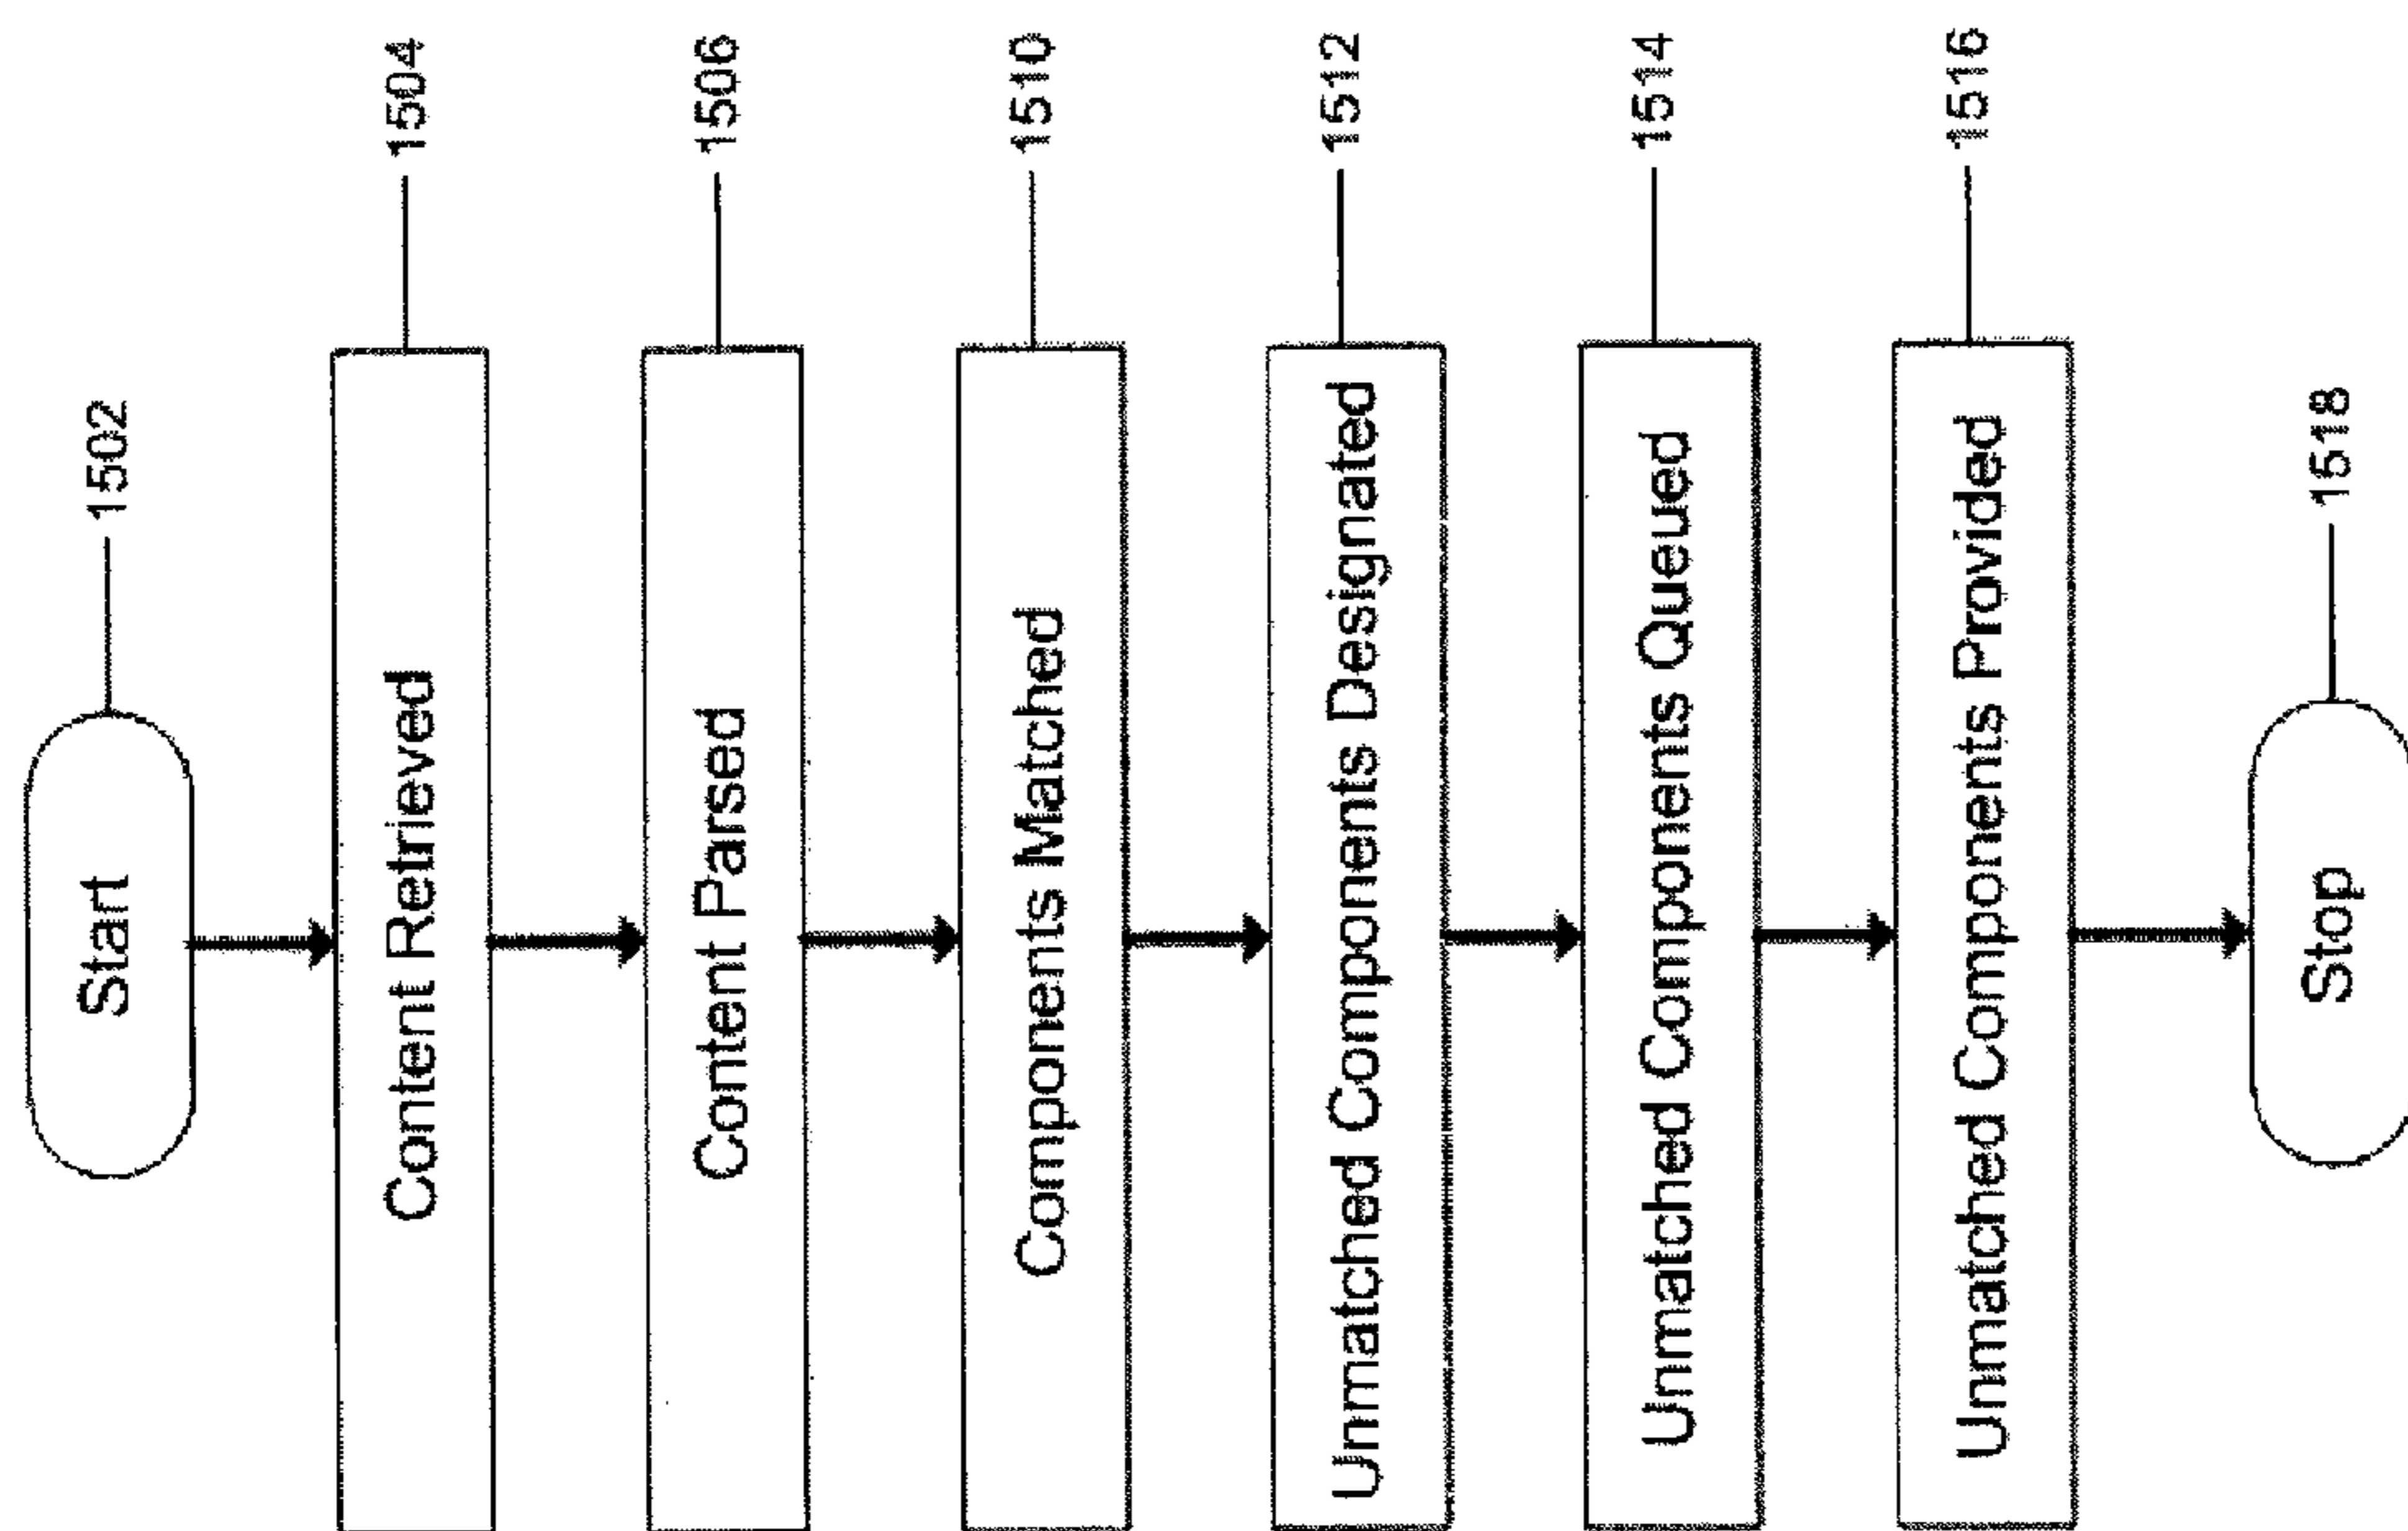 Start
1502
Content Retrieved
1504
Content Parsed
1506
Components Matched
1510
Unmatched Components Designated
1512
Unmatched Components Queued
1514
Unmatched Components Provided
1516
Stop
1518